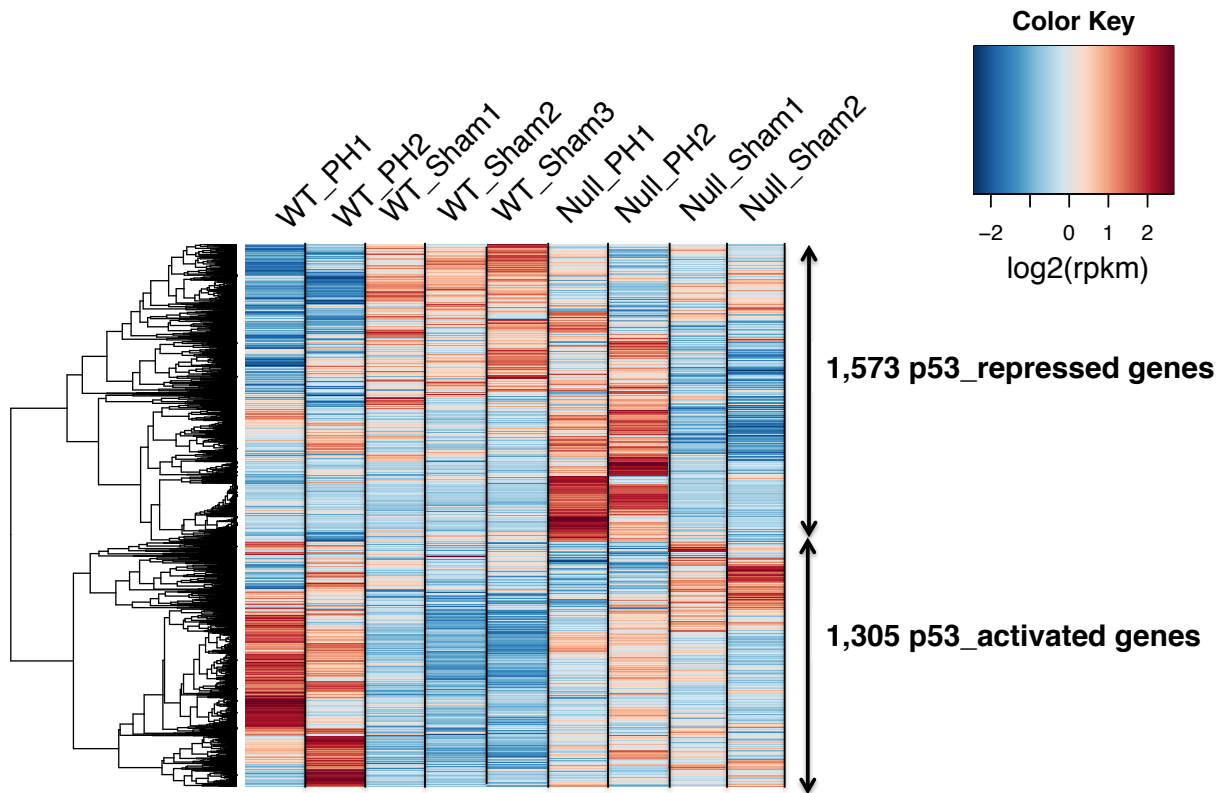 Color Key
−2 0 1 2
log2(rpkm)
WT_PH1
WT_PH2
WT_Sham1
WT_Sham2
WT_Sham3
Null_PH1
Null_PH2
Null_Sham1
Null_Sham2
1,573 p53_repressed genes
1,305 p53_activated genes